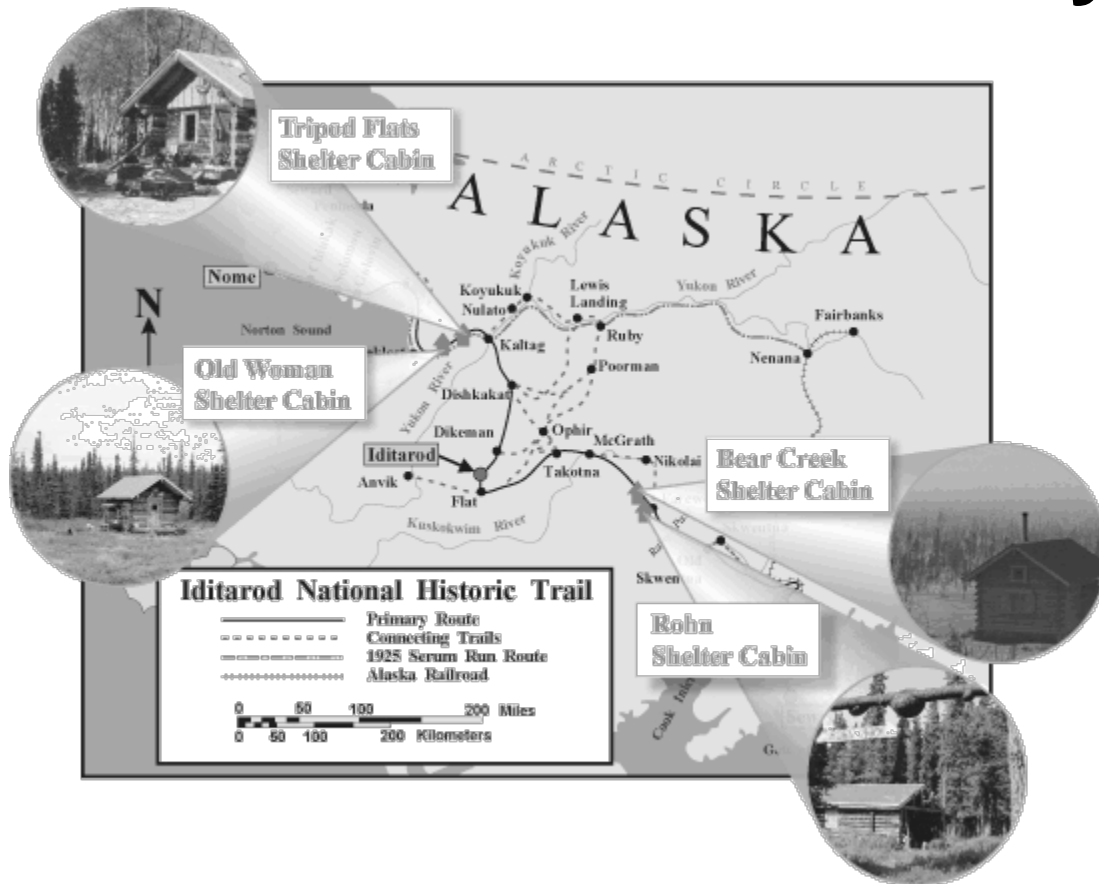 Tripod Flats
Shelter Cabin
ARCTIC CIRCLE
ALASKA
Nome
N
Koyukuk River
Koyukuk
Nulato
Lewis
Landing
Yukon River
Fairbanks
Norton Sound
Kaltag
Ruby
Nenana
Old Woman
Shelter Cabin
Yukon River
Poorman
Dishkakat
Dikeman
Ophir
McGrath
Iditarod
Takotna
Nikolai
Bear Creek
Shelter Cabin
Anvik
Flat
Kuskokwim River
Iditarod National Historic Trail
Primary Route
Connecting Trails
1925 Serum Run Route
Alaska Railroad
0 50 100 200 Miles
0 50 100 200 Kilometers
Rohn
Shelter Cabin
Cook